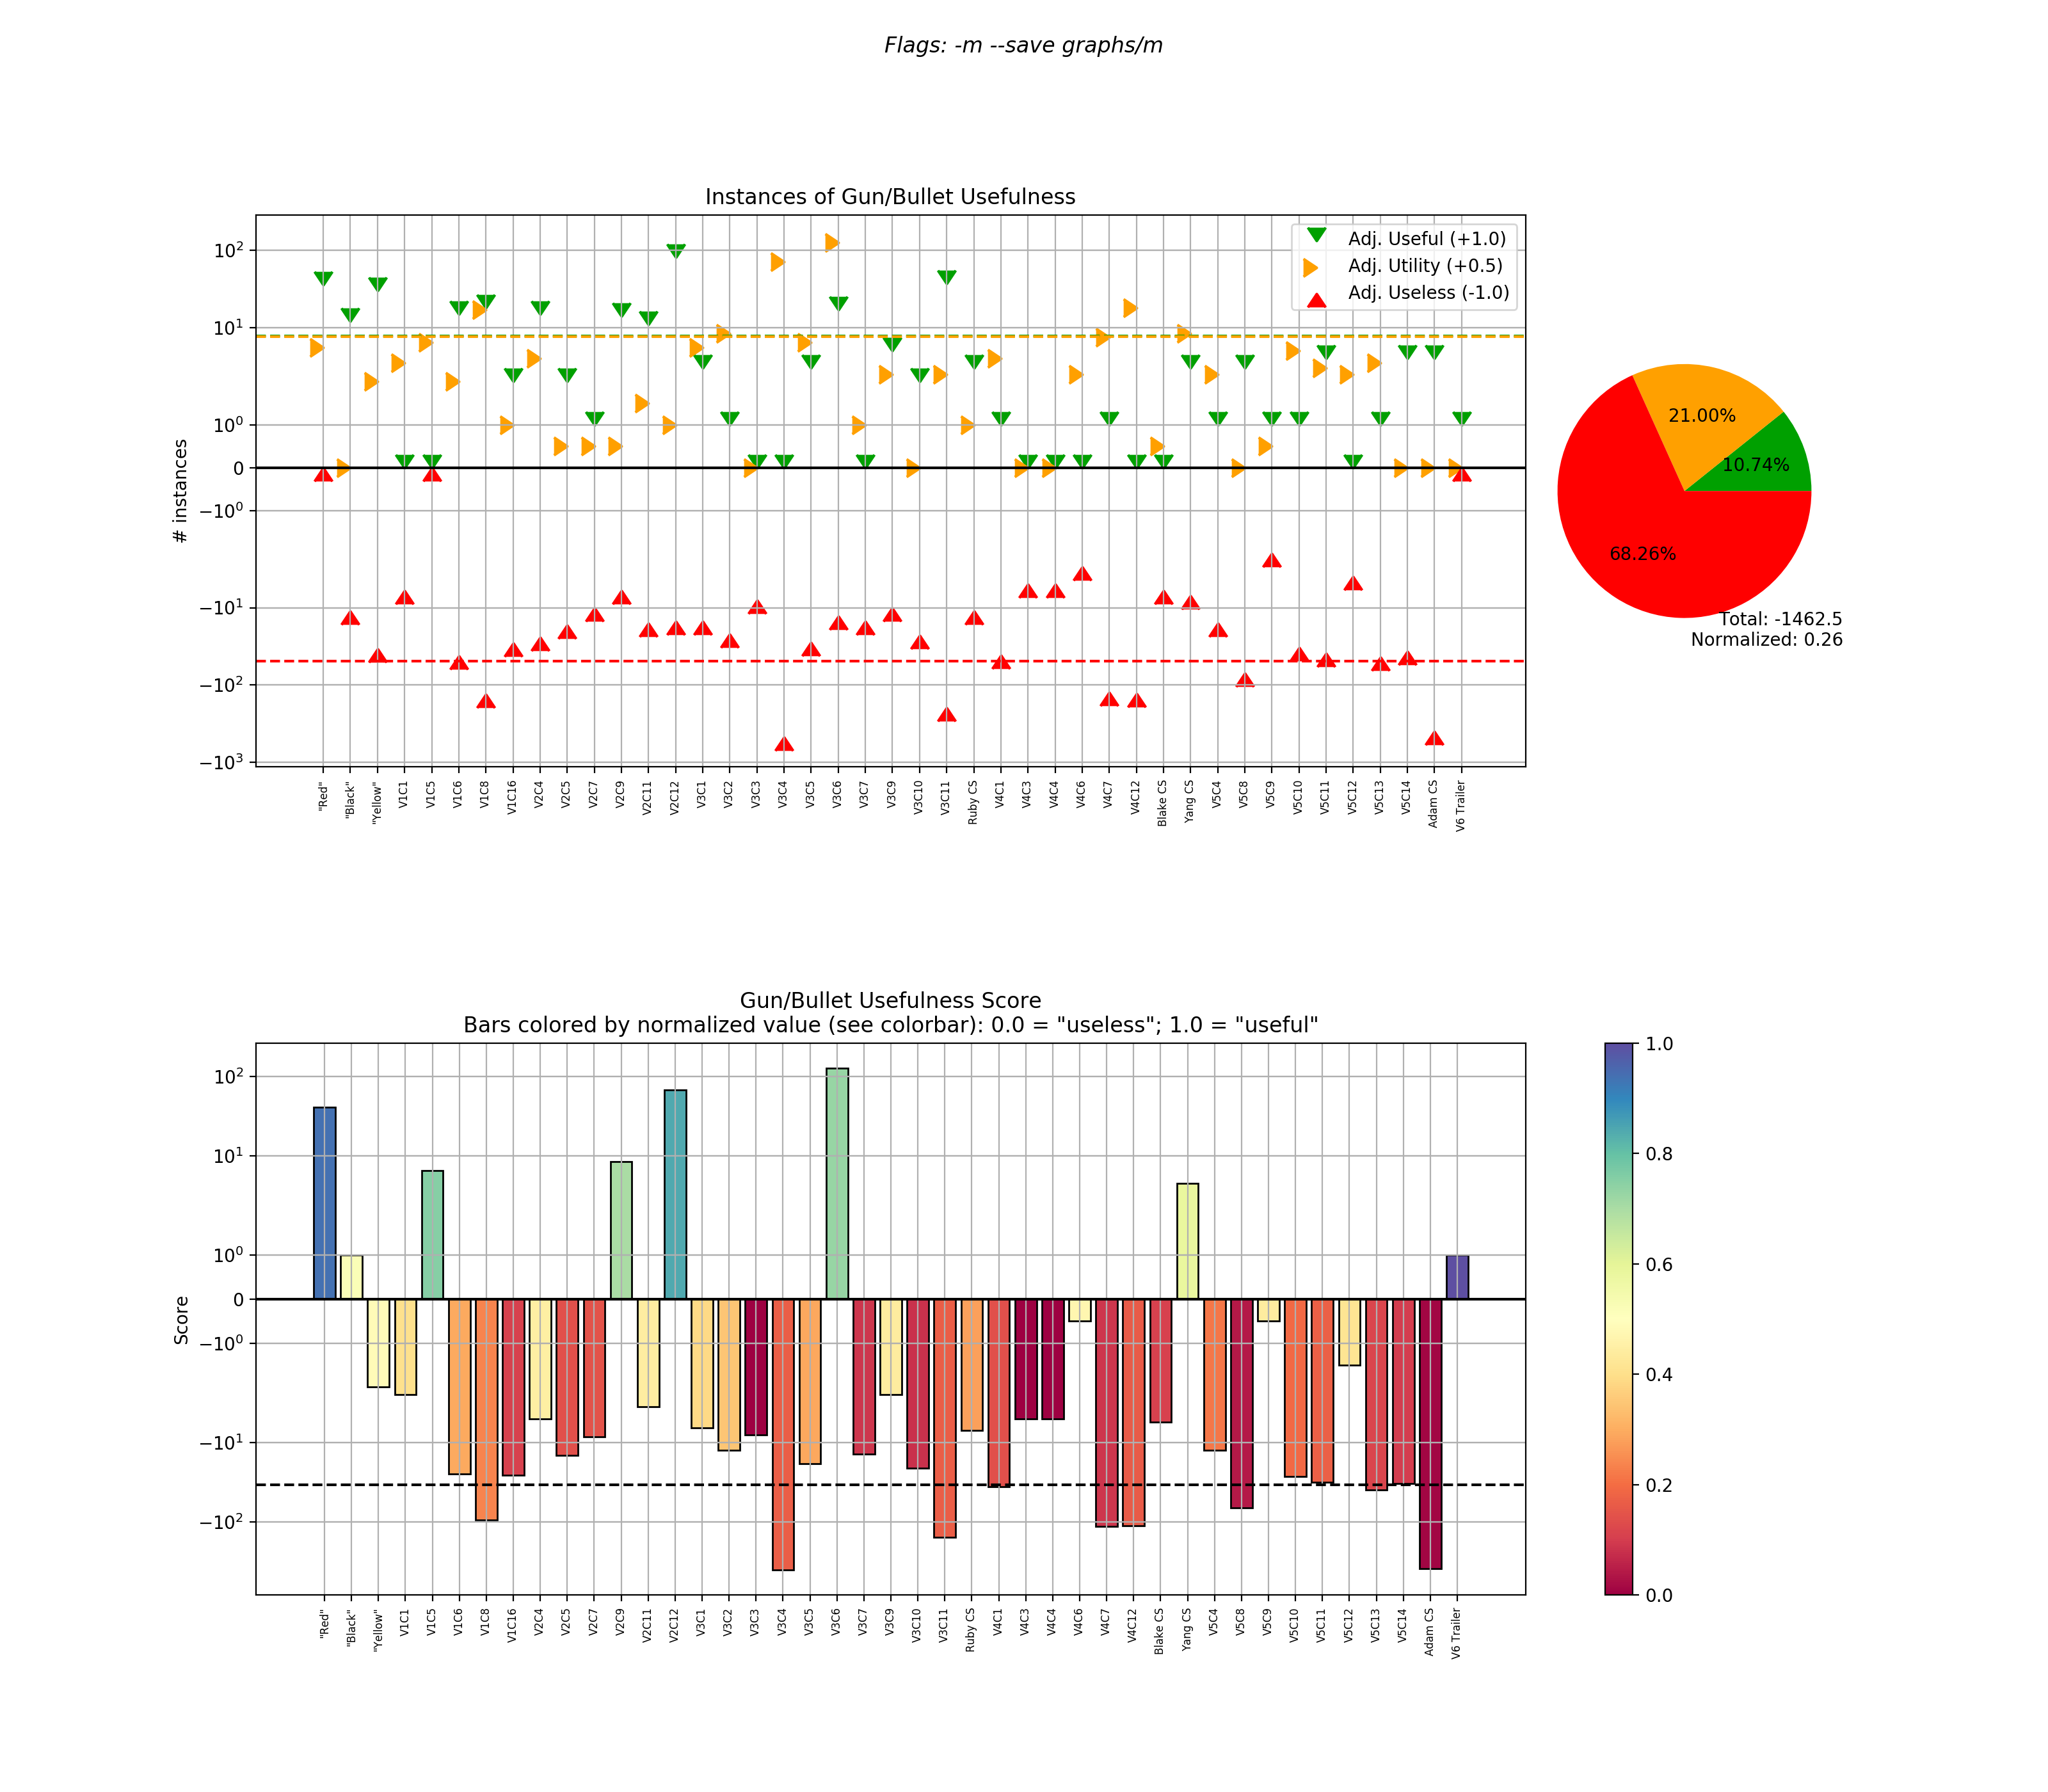 Flags: -m --save graphs/m
Instances of Gun/Bullet Usefulness
# instances
10²
10¹
10⁰
0
−10⁰
−10¹
−10²
−10³
Adj. Useful (+1.0)
Adj. Utility (+0.5)
Adj. Useless (-1.0)
"Red"
"Black"
"Yellow"
V1C1
V1C5
V1C6
V1C8
V1C16
V2C4
V2C5
V2C7
V2C9
V2C11
V2C12
V3C1
V3C2
V3C3
V3C4
V3C5
V3C6
V3C7
V3C9
V3C10
V3C11
Ruby CS
V4C1
V4C3
V4C4
V4C6
V4C7
V4C12
Blake CS
Yang CS
V5C4
V5C8
V5C9
V5C10
V5C11
V5C12
V5C13
V5C14
Adam CS
V6 Trailer
21.00%
10.74%
68.26%
Total: -1462.5
Normalized: 0.26
Gun/Bullet Usefulness Score
Bars colored by normalized value (see colorbar): 0.0 = "useless"; 1.0 = "useful"
Score
10²
10¹
10⁰
0
−10⁰
−10¹
−10²
"Red"
"Black"
"Yellow"
V1C1
V1C5
V1C6
V1C8
V1C16
V2C4
V2C5
V2C7
V2C9
V2C11
V2C12
V3C1
V3C2
V3C3
V3C4
V3C5
V3C6
V3C7
V3C9
V3C10
V3C11
Ruby CS
V4C1
V4C3
V4C4
V4C6
V4C7
V4C12
Blake CS
Yang CS
V5C4
V5C8
V5C9
V5C10
V5C11
V5C12
V5C13
V5C14
Adam CS
V6 Trailer
1.0
0.8
0.6
0.4
0.2
0.0